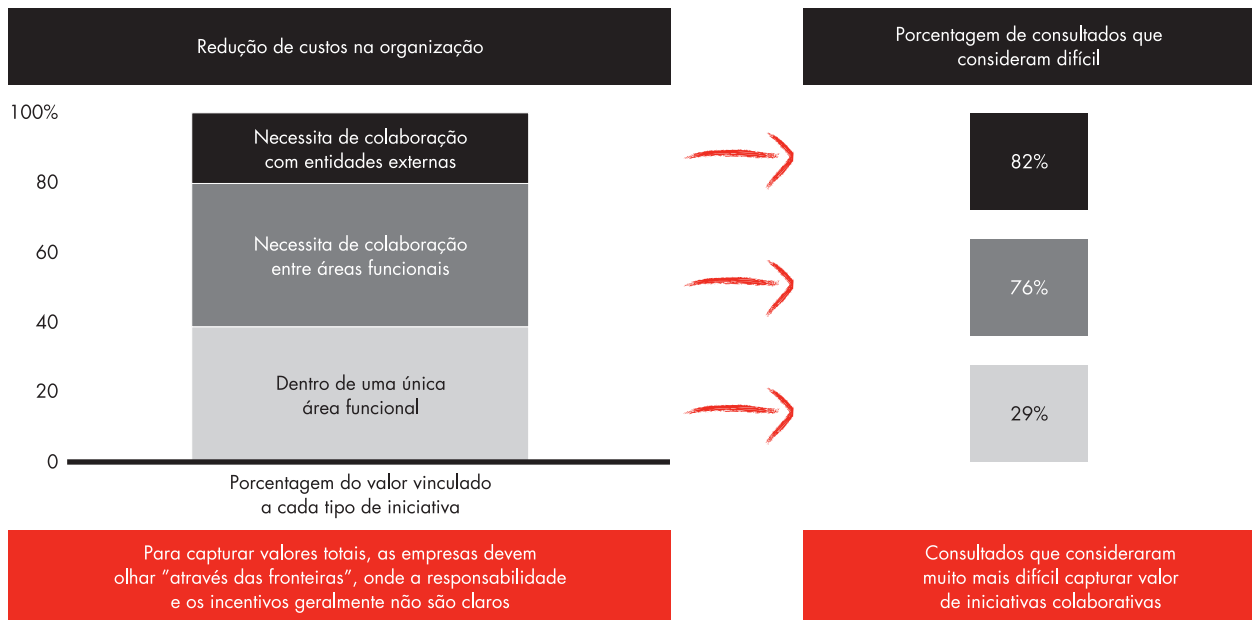 Redução de custos na organização
Porcentagem de consultados que
consideram difícil
100%
80
60
40
20
0
Necessita de colaboração
com entidades externas
Necessita de colaboração
entre áreas funcionais
Dentro de uma única
área funcional
82%
76%
29%
Porcentagem do valor vinculado
a cada tipo de iniciativa
Para capturar valores totais, as empresas devem
olhar “através das fronteiras”, onde a responsabilidade
e os incentivos geralmente não são claros
Consultados que consideraram
muito mais difícil capturar valor
de iniciativas colaborativas